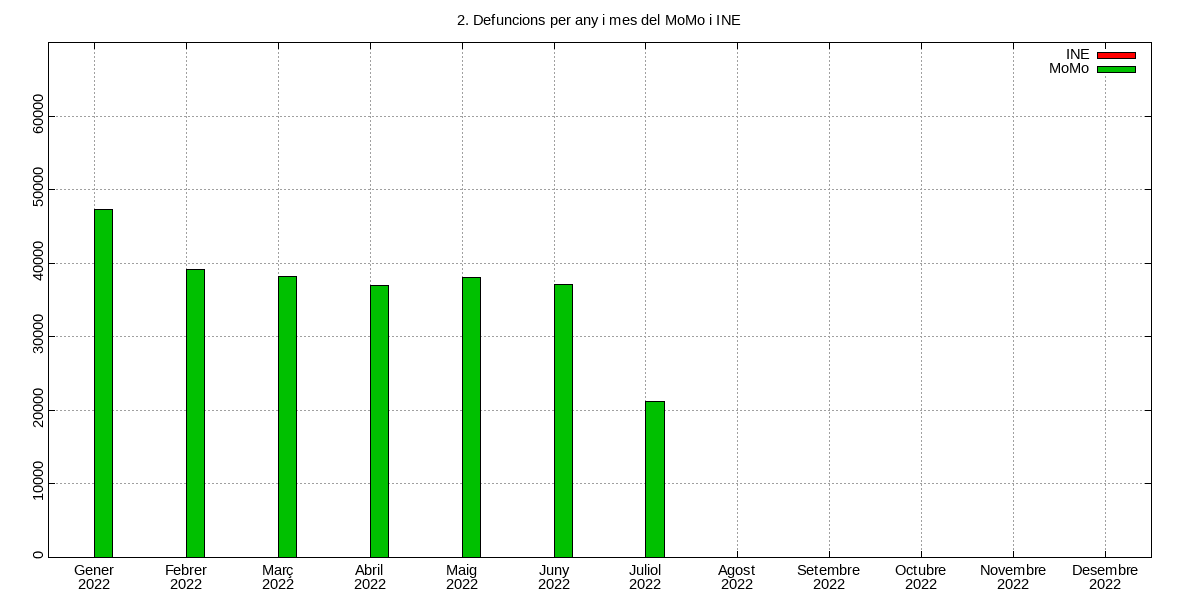 2. Defuncions per any i mes del MoMo i INE
INE
MoMo
60000
50000
40000
30000
20000
10000
0
Gener Febrer Març Abril Maig Juny Juliol Agost Setembre Octubre Novembre Desembre
2022 2022 2022 2022 2022 2022 2022 2022 2022 2022 2022 2022